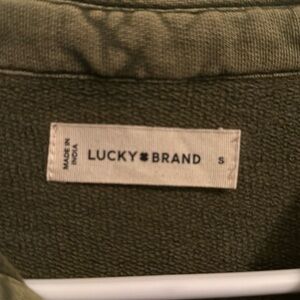 MADE IN
INDIA
LUCKY BRAND
S